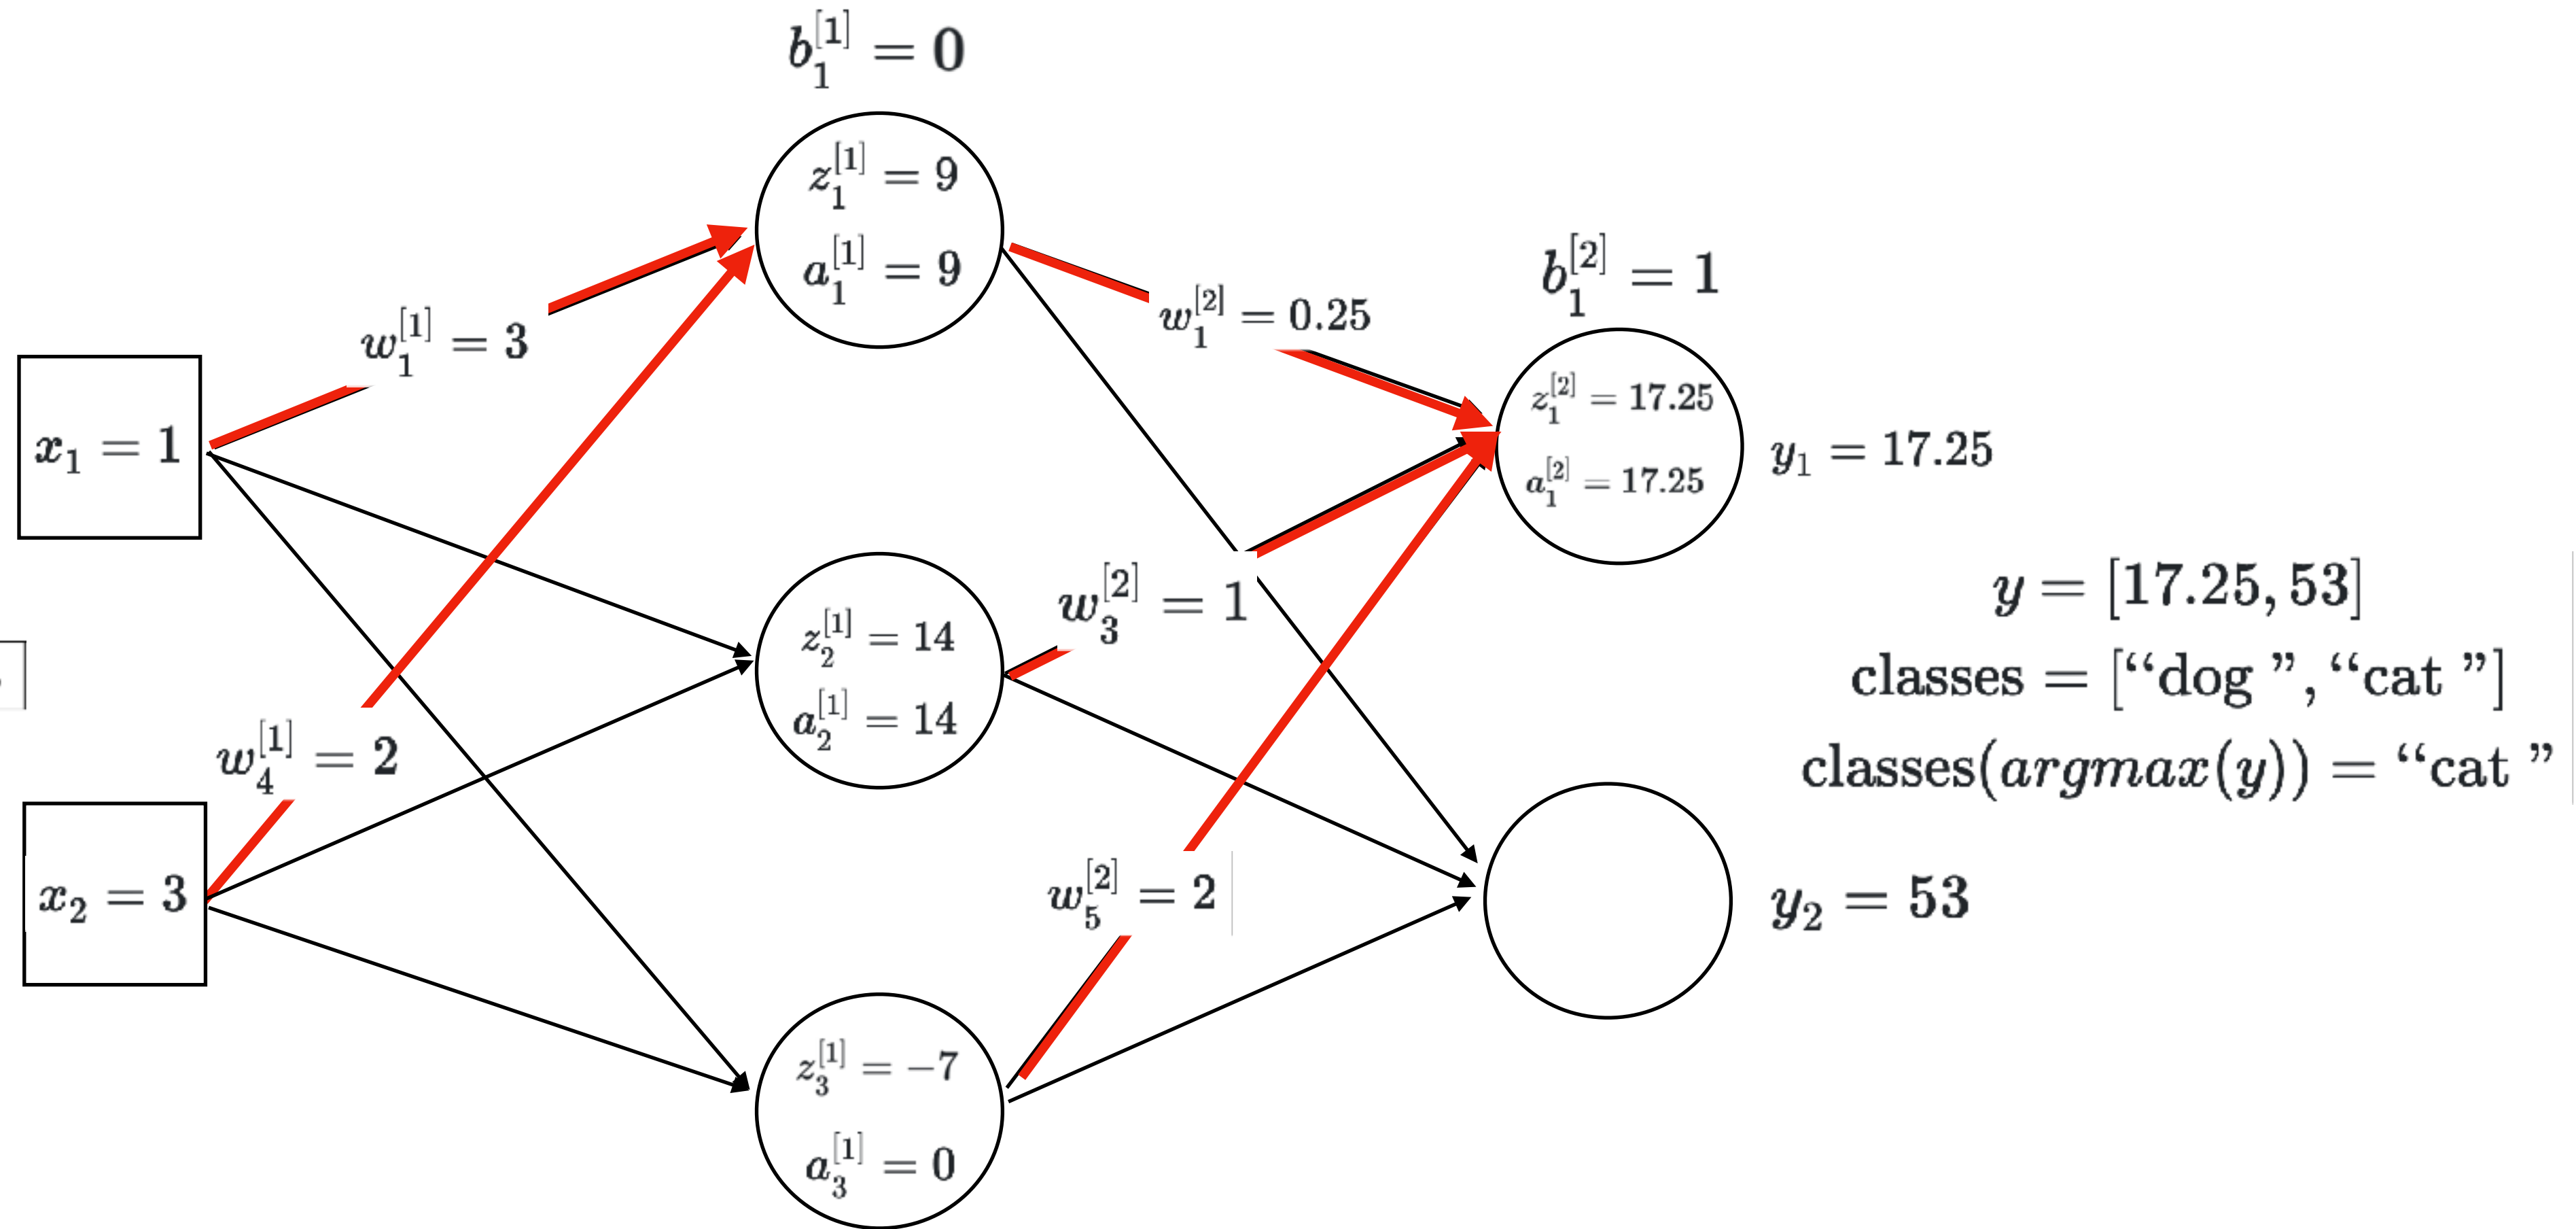 b_1^{[1]} = 0
z_1^{[1]} = 9
a_1^{[1]} = 9
w_1^{[1]} = 3
x_1 = 1
w_4^{[1]} = 2
x_2 = 3
z_2^{[1]} = 14
a_2^{[1]} = 14
z_3^{[1]} = −7
a_3^{[1]} = 0
w_1^{[2]} = 0.25
w_3^{[2]} = 1
w_5^{[2]} = 2
b_1^{[2]} = 1
z_1^{[2]} = 17.25
a_1^{[2]} = 17.25
y_1 = 17.25
y = [17.25, 53]
classes = [“dog ”, “cat ”]
classes(argmax(y)) = “cat ”
y_2 = 53